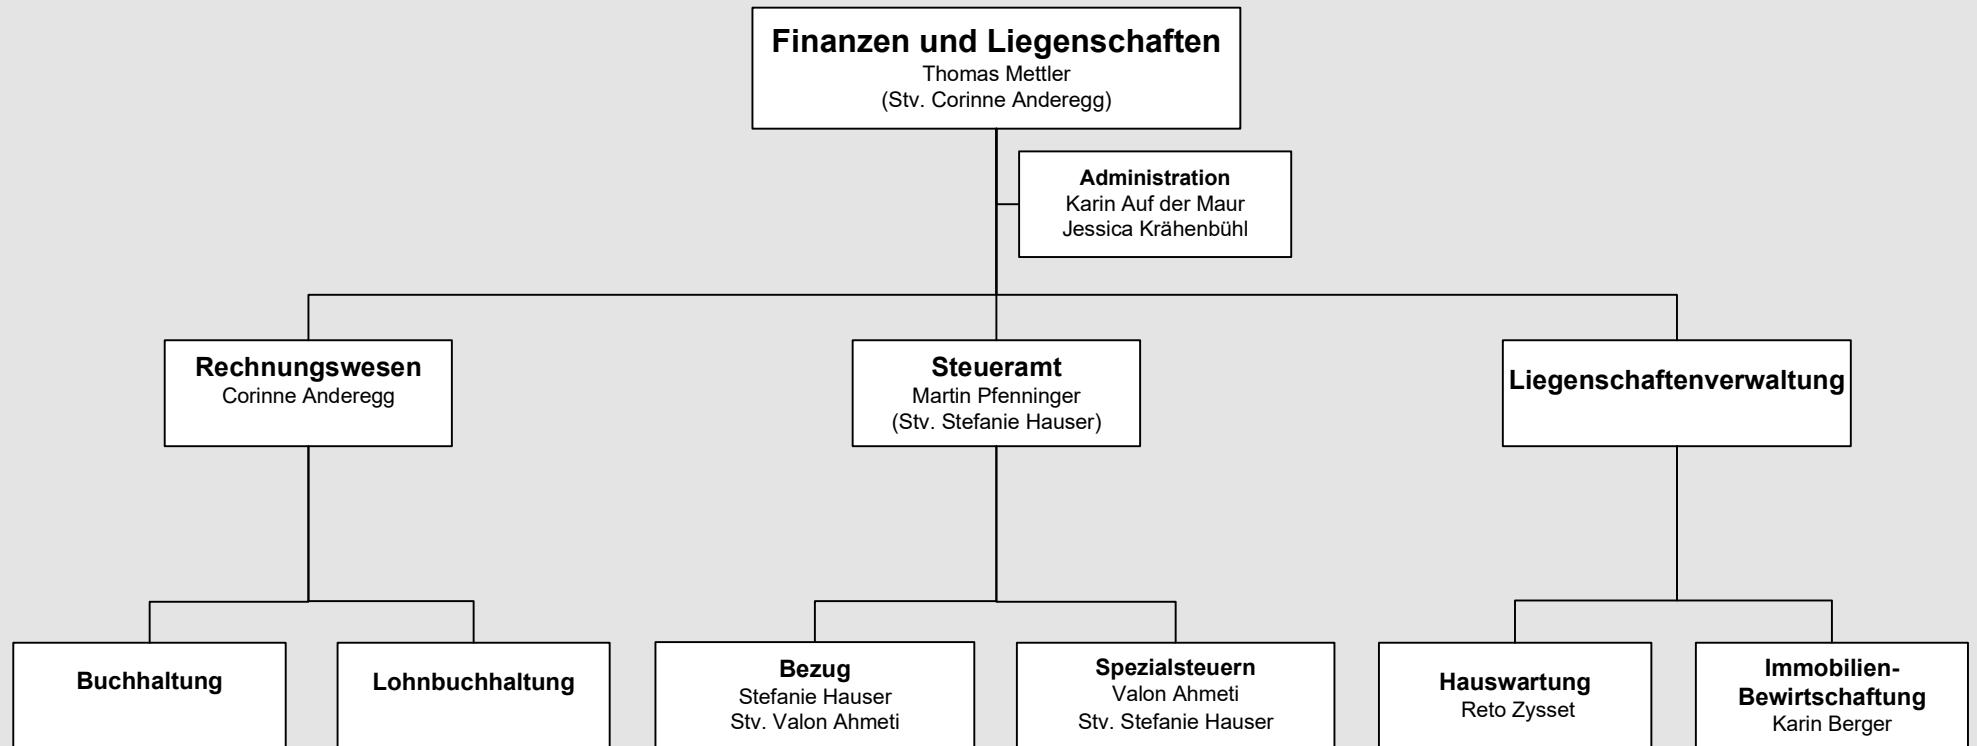 Finanzen und Liegenschaften
Thomas Mettler
(Stv. Corinne Anderegg)
Administration
Karin Auf der Maur
Jessica Krähenbühl
Rechnungswesen
Corinne Anderegg
Steueramt
Martin Pfenninger
(Stv. Stefanie Hauser)
Liegenschaftenverwaltung
Buchhaltung
Lohnbuchhaltung
Bezug
Stefanie Hauser
Stv. Valon Ahmeti
Spezialsteuern
Valon Ahmeti
Stv. Stefanie Hauser
Hauswartung
Reto Zysset
Immobilien-
Bewirtschaftung
Karin Berger